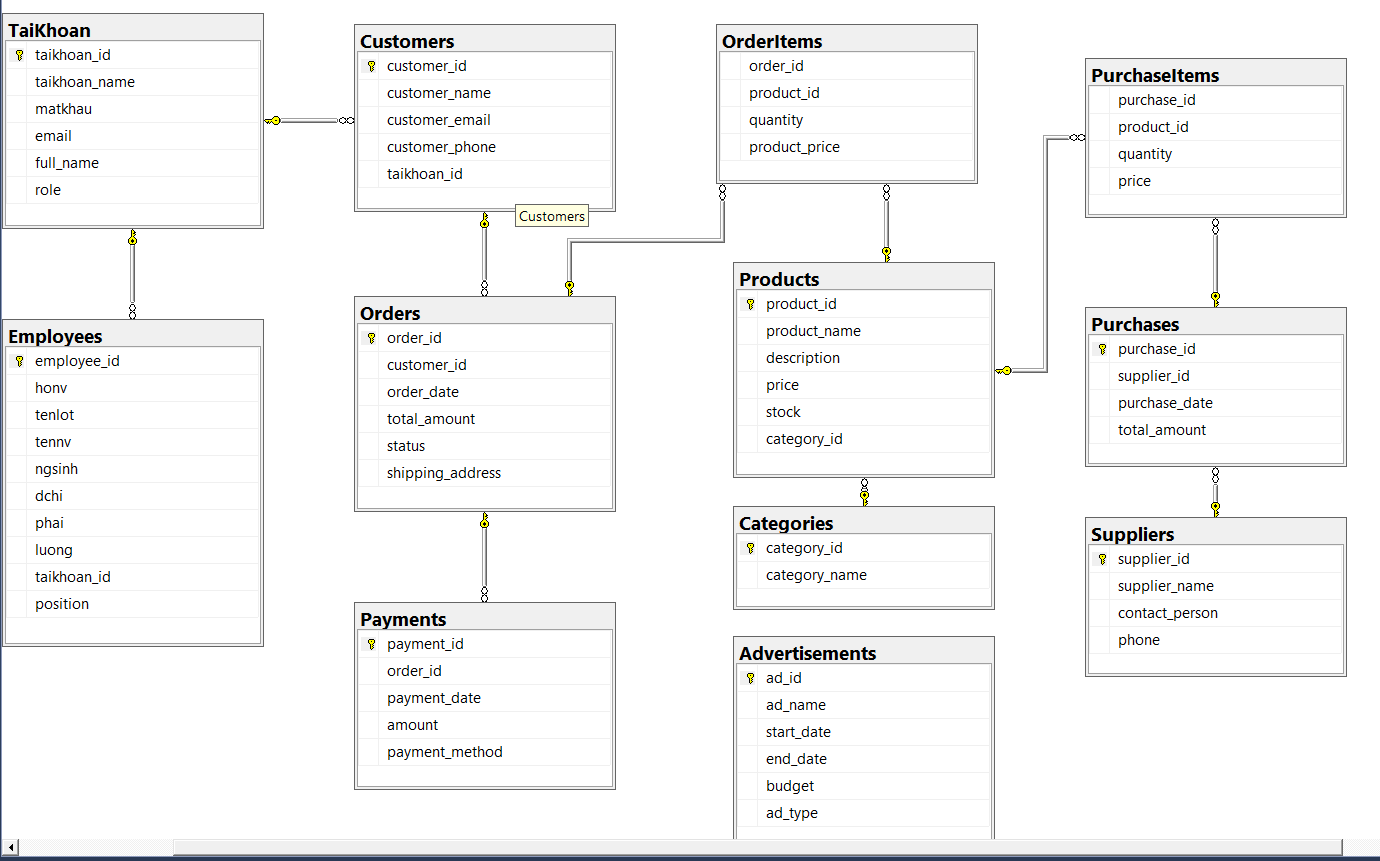 TaiKhoan
taikhoan_id
taikhoan_name
matkhau
email
full_name
role
Customers
customer_id
customer_name
customer_email
customer_phone
taikhoan_id
Customers
OrderItems
order_id
product_id
quantity
product_price
PurchaseItems
purchase_id
product_id
quantity
price
Employees
employee_id
honv
tenlot
tennv
ngsinh
dchi
phai
luong
taikhoan_id
position
Orders
order_id
customer_id
order_date
total_amount
status
shipping_address
Products
product_id
product_name
description
price
stock
category_id
Purchases
purchase_id
supplier_id
purchase_date
total_amount
Payments
payment_id
order_id
payment_date
amount
payment_method
Categories
category_id
category_name
Suppliers
supplier_id
supplier_name
contact_person
phone
Advertisements
ad_id
ad_name
start_date
end_date
budget
ad_type